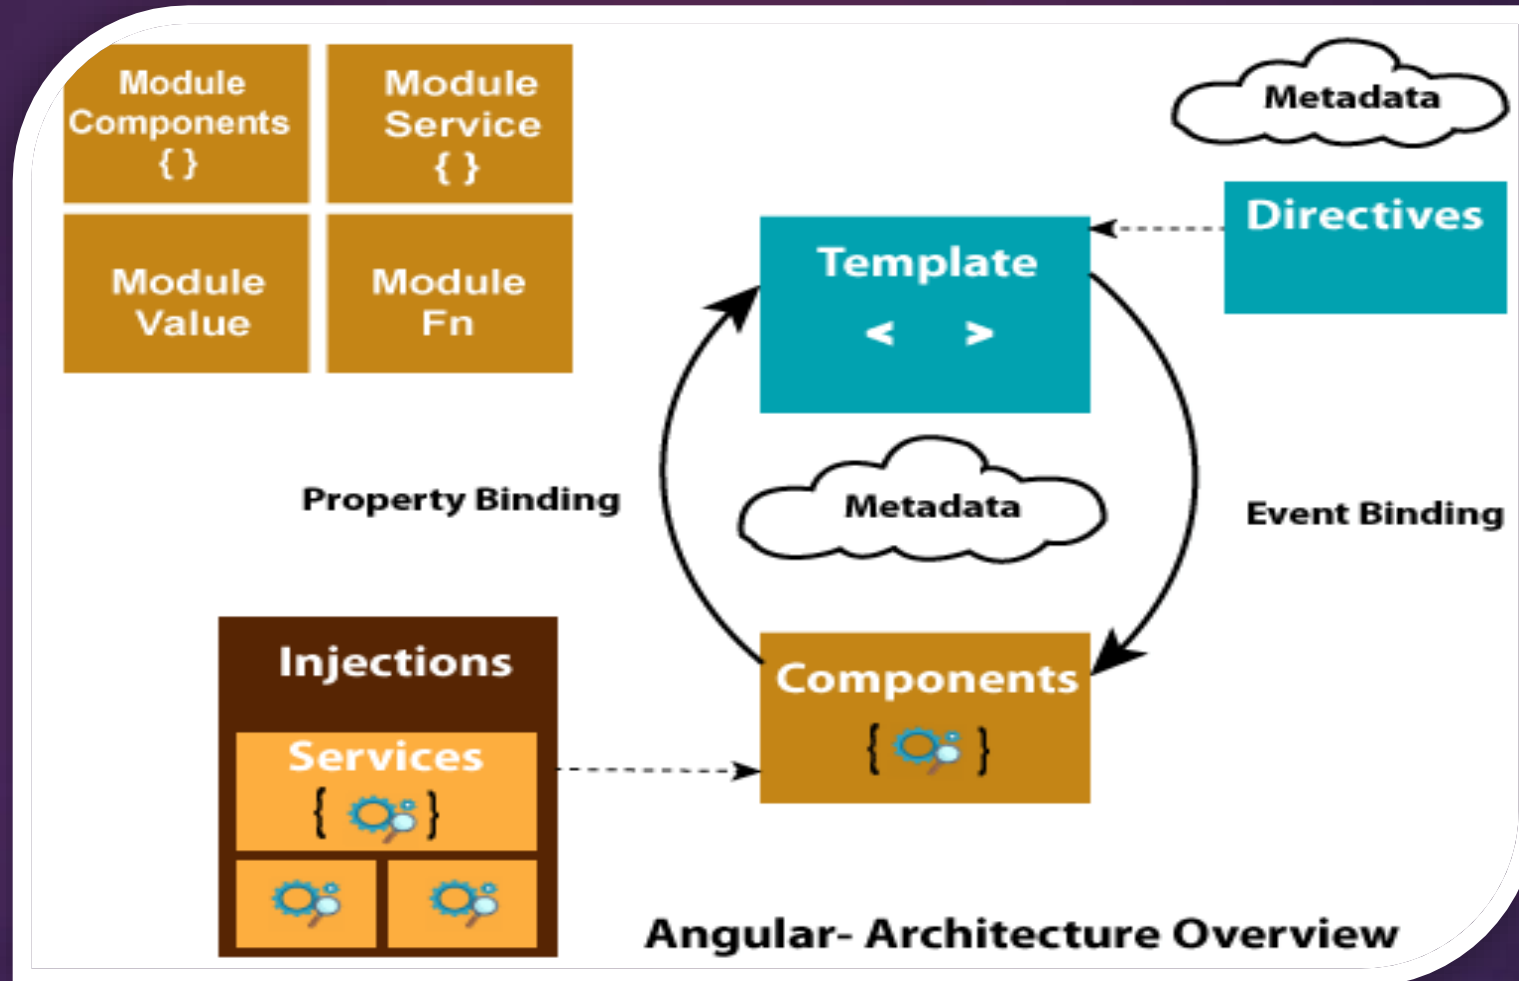 Module
Components
{ }
Module
Service
{ }
Module
Value
Module
Fn
Metadata
Directives
Template
< >
Property Binding
Metadata
Event Binding
Injections
Services
{ }
Components
{ }
Angular- Architecture Overview